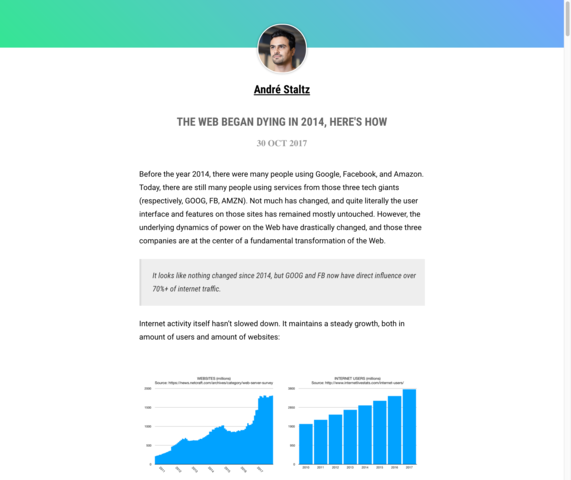 André Staltz
THE WEB BEGAN DYING IN 2014, HERE'S HOW
30 OCT 2017
Before the year 2014, there were many people using Google, Facebook, and Amazon.
Today, there are still many people using services from those three tech giants
(respectively, GOOG, FB, AMZN). Not much has changed, and quite literally the user
interface and features on those sites has remained mostly untouched. However, the
underlying dynamics of power on the Web have drastically changed, and those three
companies are at the center of a fundamental transformation of the Web.
It looks like nothing changed since 2014, but GOOG and FB now have direct influence over
70%+ of internet traffic.
Internet activity itself hasn't slowed down. It maintains a steady growth, both in
amount of users and amount of websites:
WEBSITES (millions)
Source: https://news.netcraft.com/archives/category/web-server-survey
2000
1500
1000
500
0
2011 2012 2013 2014 2015 2016 2017
INTERNET USERS (millions)
Source: http://www.internetlivestats.com/internet-users/
2010 2011 2012 2013 2014 2015 2016 2017